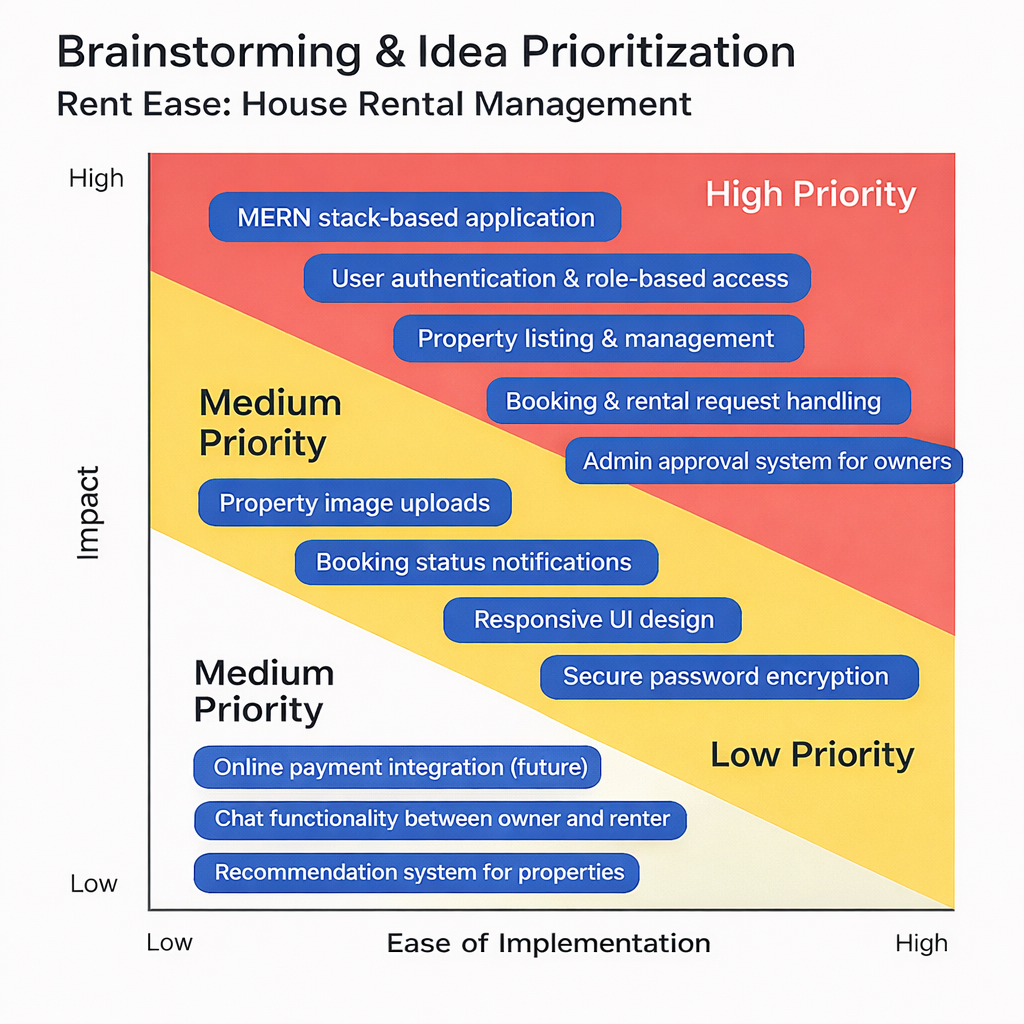 Brainstorming & Idea Prioritization
Rent Ease: House Rental Management
High
High Priority
MERN stack-based application
User authentication & role-based access
Property listing & management
Booking & rental request handling
Admin approval system for owners
Medium
Priority
Property image uploads
Booking status notifications
Responsive UI design
Secure password encryption
Impact
Medium
Priority
Low Priority
Online payment integration (future)
Chat functionality between owner and renter
Recommendation system for properties
Low
Low
Ease of Implementation
High